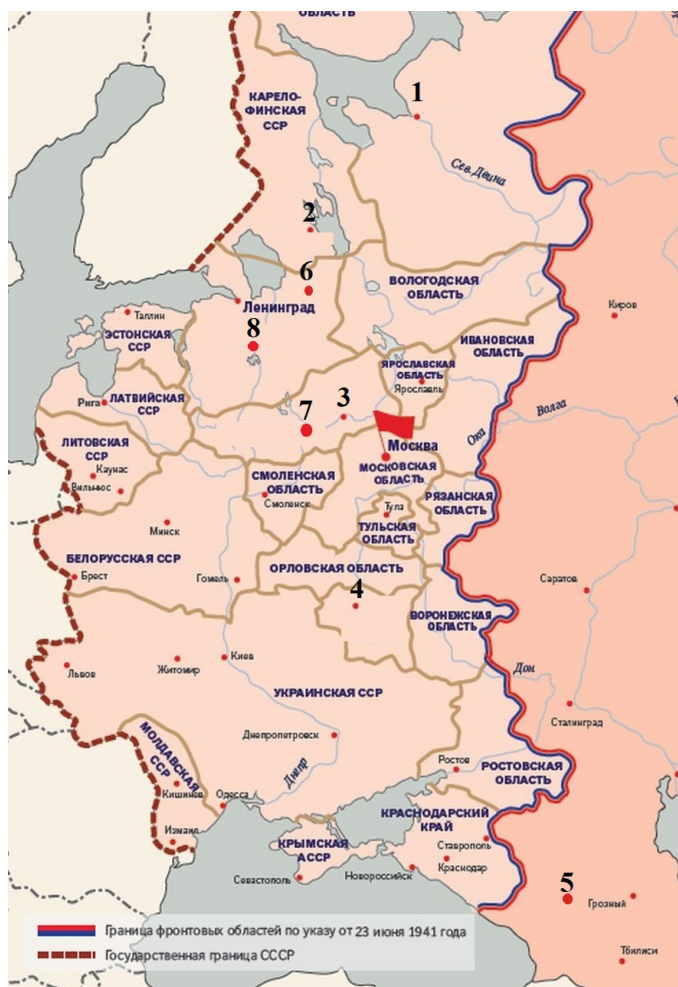 ОБЛАСТЬ
КАРЕЛО-
ФИНСКАЯ
ССР
1
Сев. Двина
2
6
ВОЛОГОДСКАЯ
ОБЛАСТЬ
Ленинград
Таллин
8
Киров
ЭСТОНСКАЯ
ССР
ИВАНОВСКАЯ
ОБЛАСТЬ
ЯРОСЛАВСКАЯ
ОБЛАСТЬ
Ярославль
Рига
ЛАТВИЙСКАЯ
ССР
3
7
Волга
Ока
ЛИТОВСКАЯ
ССР
Каунас
Вильнюс
Москва
МОСКОВСКАЯ
ОБЛАСТЬ
СМОЛЕНСКАЯ
ОБЛАСТЬ
Смоленск
РЯЗАНСКАЯ
ОБЛАСТЬ
Тула
ТУЛЬСКАЯ
ОБЛАСТЬ
Минск
БЕЛОРУССКАЯ ССР
Брест
Гомель
ОРЛОВСКАЯ ОБЛАСТЬ
4
Саратов
ВОРОНЕЖСКАЯ
ОБЛАСТЬ
Львов
Житомир
Киев
Дон
УКРАИНСКАЯ ССР
Сталинград
МОЛДАВСКАЯ
ССР
Днепропетровск
Днепр
Ростов
РОСТОВСКАЯ
ОБЛАСТЬ
Кишинев
Одесса
Измаил
КРАСНОДАРСКИЙ
КРАЙ
Ставрополь
КРЫМСКАЯ
АССР
Краснодар
Севастополь
Новороссийск
5
Грозный
Тбилиси
Граница фронтовых областей по указу от 23 июня 1941 года
Государственная граница СССР